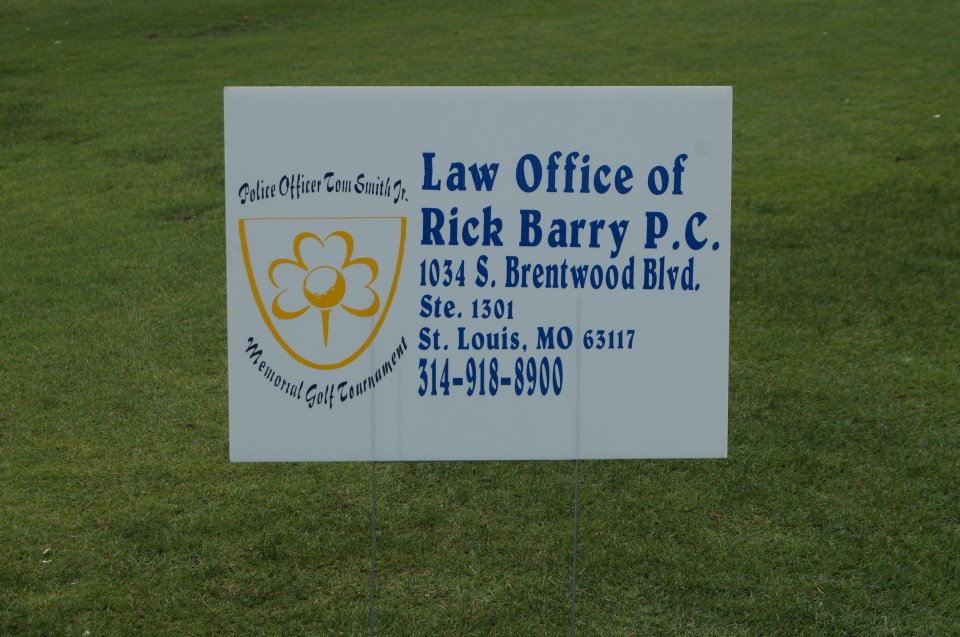 Police Officer Tom Smith Jr.
Memorial Golf Tournament
Law Office of
Rick Barry P.C.
1034 S. Brentwood Blvd.
Ste. 1301
St. Louis, MO 63117
314-918-8900